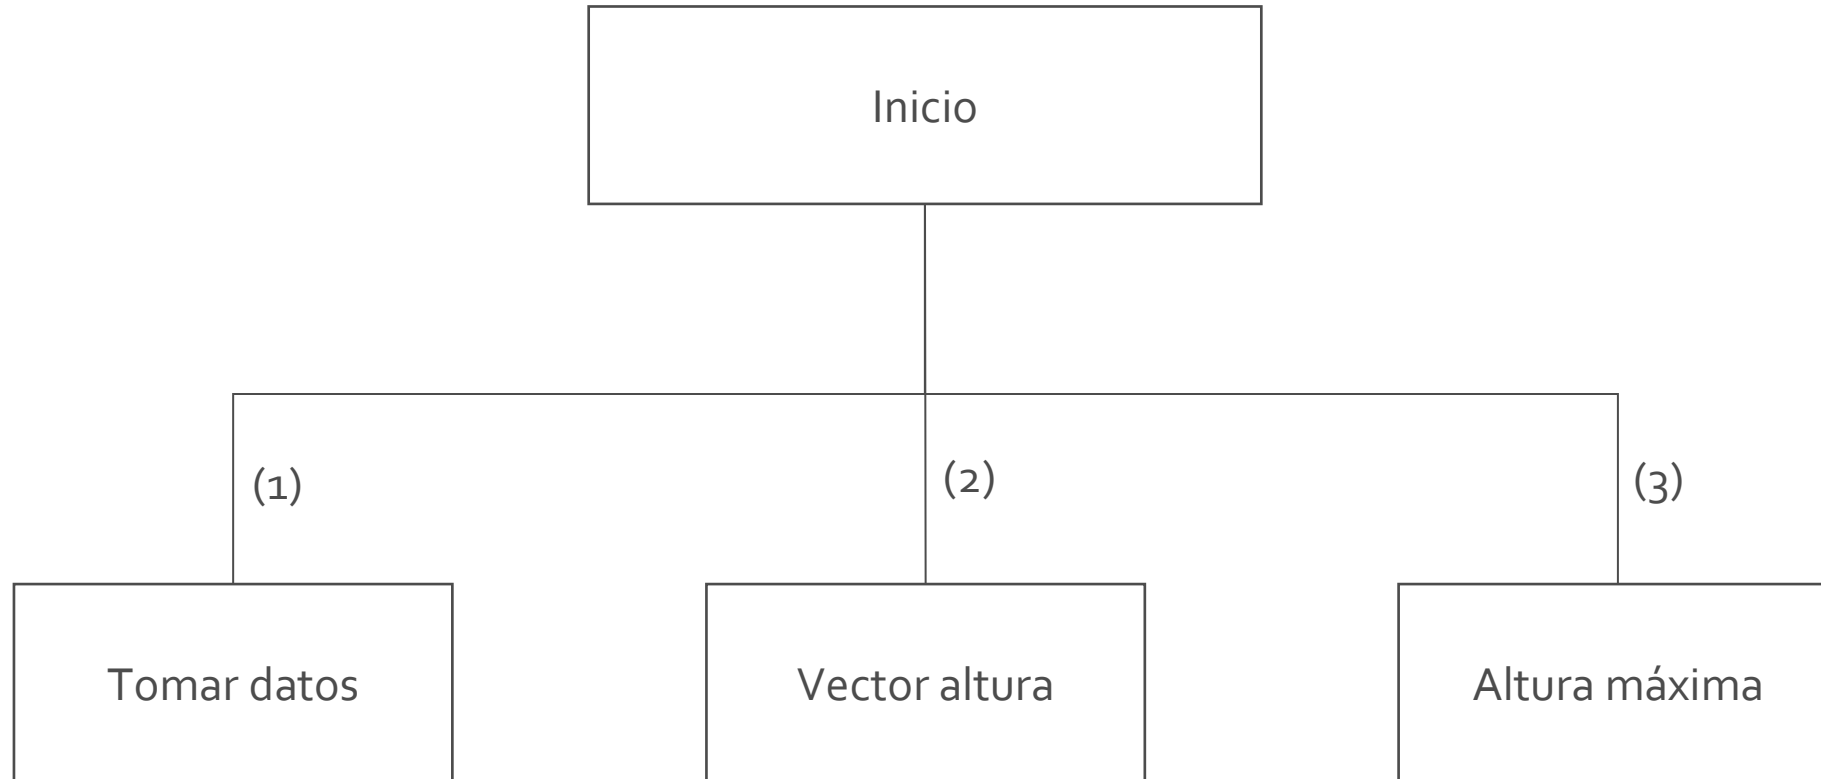 Inicio
(1)
(2)
(3)
Tomar datos
Vector altura
Altura máxima